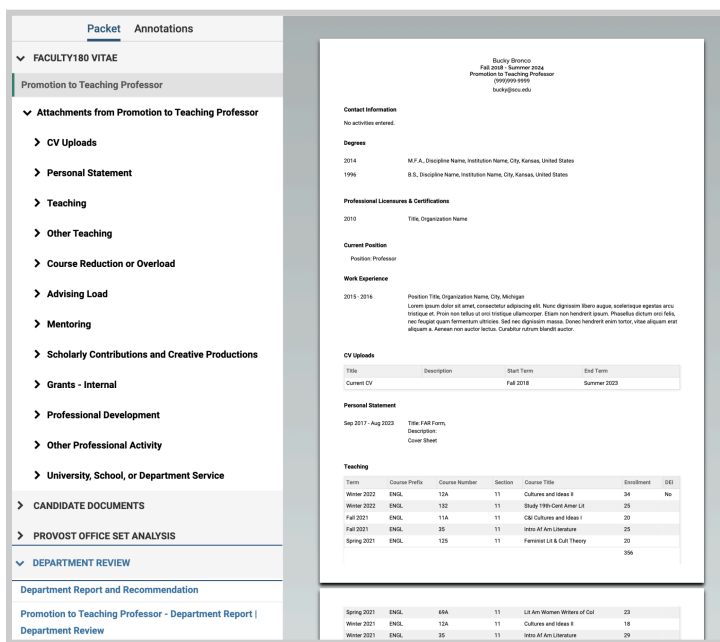 Packet Annotations
FACULTY180 VITAE
Promotion to Teaching Professor
Attachments from Promotion to Teaching Professor
CV Uploads
Personal Statement
Teaching
Other Teaching
Course Reduction or Overload
Advising Load
Mentoring
Scholarly Contributions and Creative Productions
Grants - Internal
Professional Development
Other Professional Activity
University, School, or Department Service
CANDIDATE DOCUMENTS
PROVOST OFFICE SET ANALYSIS
DEPARTMENT REVIEW
Department Report and Recommendation
Promotion to Teaching Professor - Department Report |
Department Review
Bucky Bronco
Fall 2018 - Summer 2024
Promotion to Teaching Professor
(999)999-9999
bucky@scu.edu
Contact Information
No activities entered.
Degrees
2014 M.F.A., Discipline Name, Institution Name, City, Kansas, United States
1996 B.S., Discipline Name, Institution Name, City, Kansas, United States
Professional Licensures & Certifications
2010 Title, Organization Name
Current Position
Position: Professor
Work Experience
2015 - 2016 Position Title, Organization Name, City, Michigan
Lorem ipsum dolor sit amet, consectetur adipiscing elit. Nunc dignissim libero augue, scelerisque egestas arcu
tristique et. Proin non tellus ut orci tristique ullamcorper. Etiam non hendrerit ipsum. Phasellus dictum orci felis,
nec feugiat quam fermentum ultricies. Sed nec dignissim massa. Donec hendrerit enim tortor, vitae aliquam erat
aliquam a. Aenean non auctor lectus. Curabitur rutrum blandit auctor.
CV Uploads
Title Description Start Term End Term
Current CV Fall 2018 Summer 2023
Personal Statement
Sep 2017 - Aug 2023 Title: FAR Form,
Description:
Cover Sheet
Teaching
Term Course Prefix Course Number Section Course Title Enrollment DEI
Winter 2022 ENGL 12A 11 Cultures and Ideas II 34 No
Winter 2022 ENGL 132 11 Study 19th-Cent Amer Lit 25
Fall 2021 ENGL 11A 11 C&I Cultures and Ideas I 20
Fall 2021 ENGL 35 11 Intro Af Am Literature 25
Spring 2021 ENGL 125 11 Feminist Lit & Cult Theory 20
356
Spring 2021 ENGL 69A 11 Lit Am Women Writers of Col 23
Winter 2021 ENGL 12A 11 Cultures and Ideas II 18
Winter 2021 ENGL 35 11 Intro Af Am Literature 29